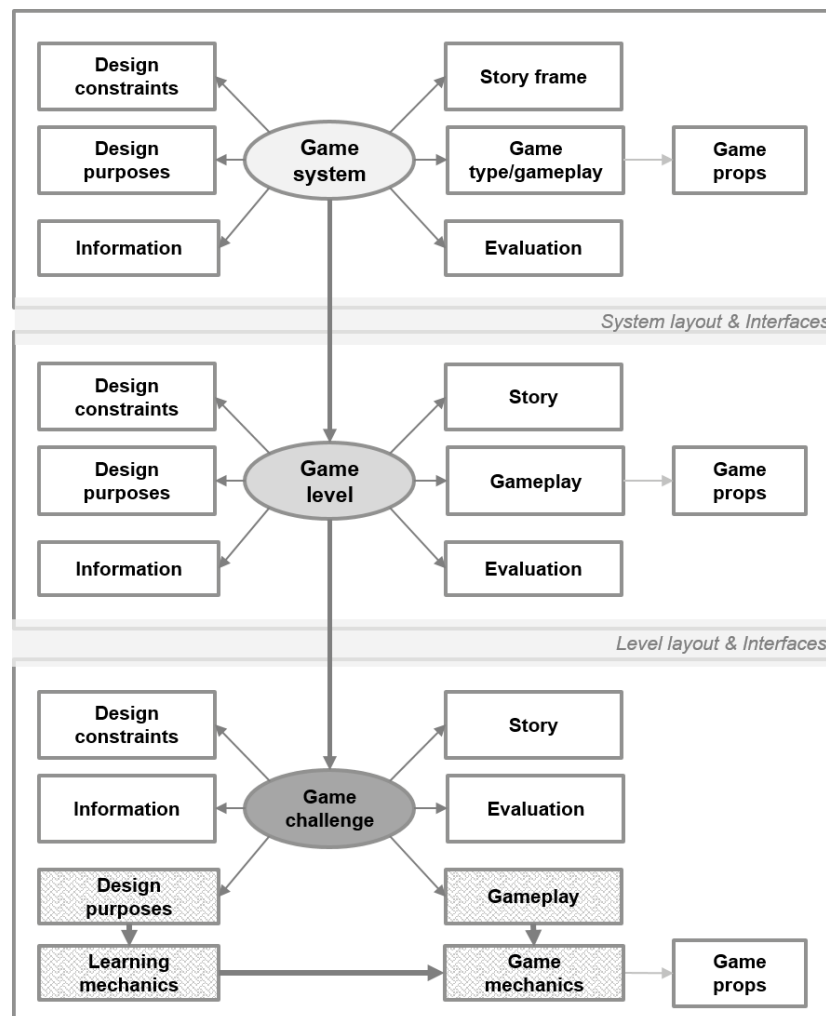 Design
constraints
Story frame
Game
system
Design
purposes
Game
type/gameplay
Game
props
Information
Evaluation
System layout & Interfaces
Design
constraints
Story
Game
level
Design
purposes
Gameplay
Game
props
Information
Evaluation
Level layout & Interfaces
Design
constraints
Story
Game
challenge
Information
Evaluation
Design
purposes
Gameplay
Learning
mechanics
Game
mechanics
Game
props